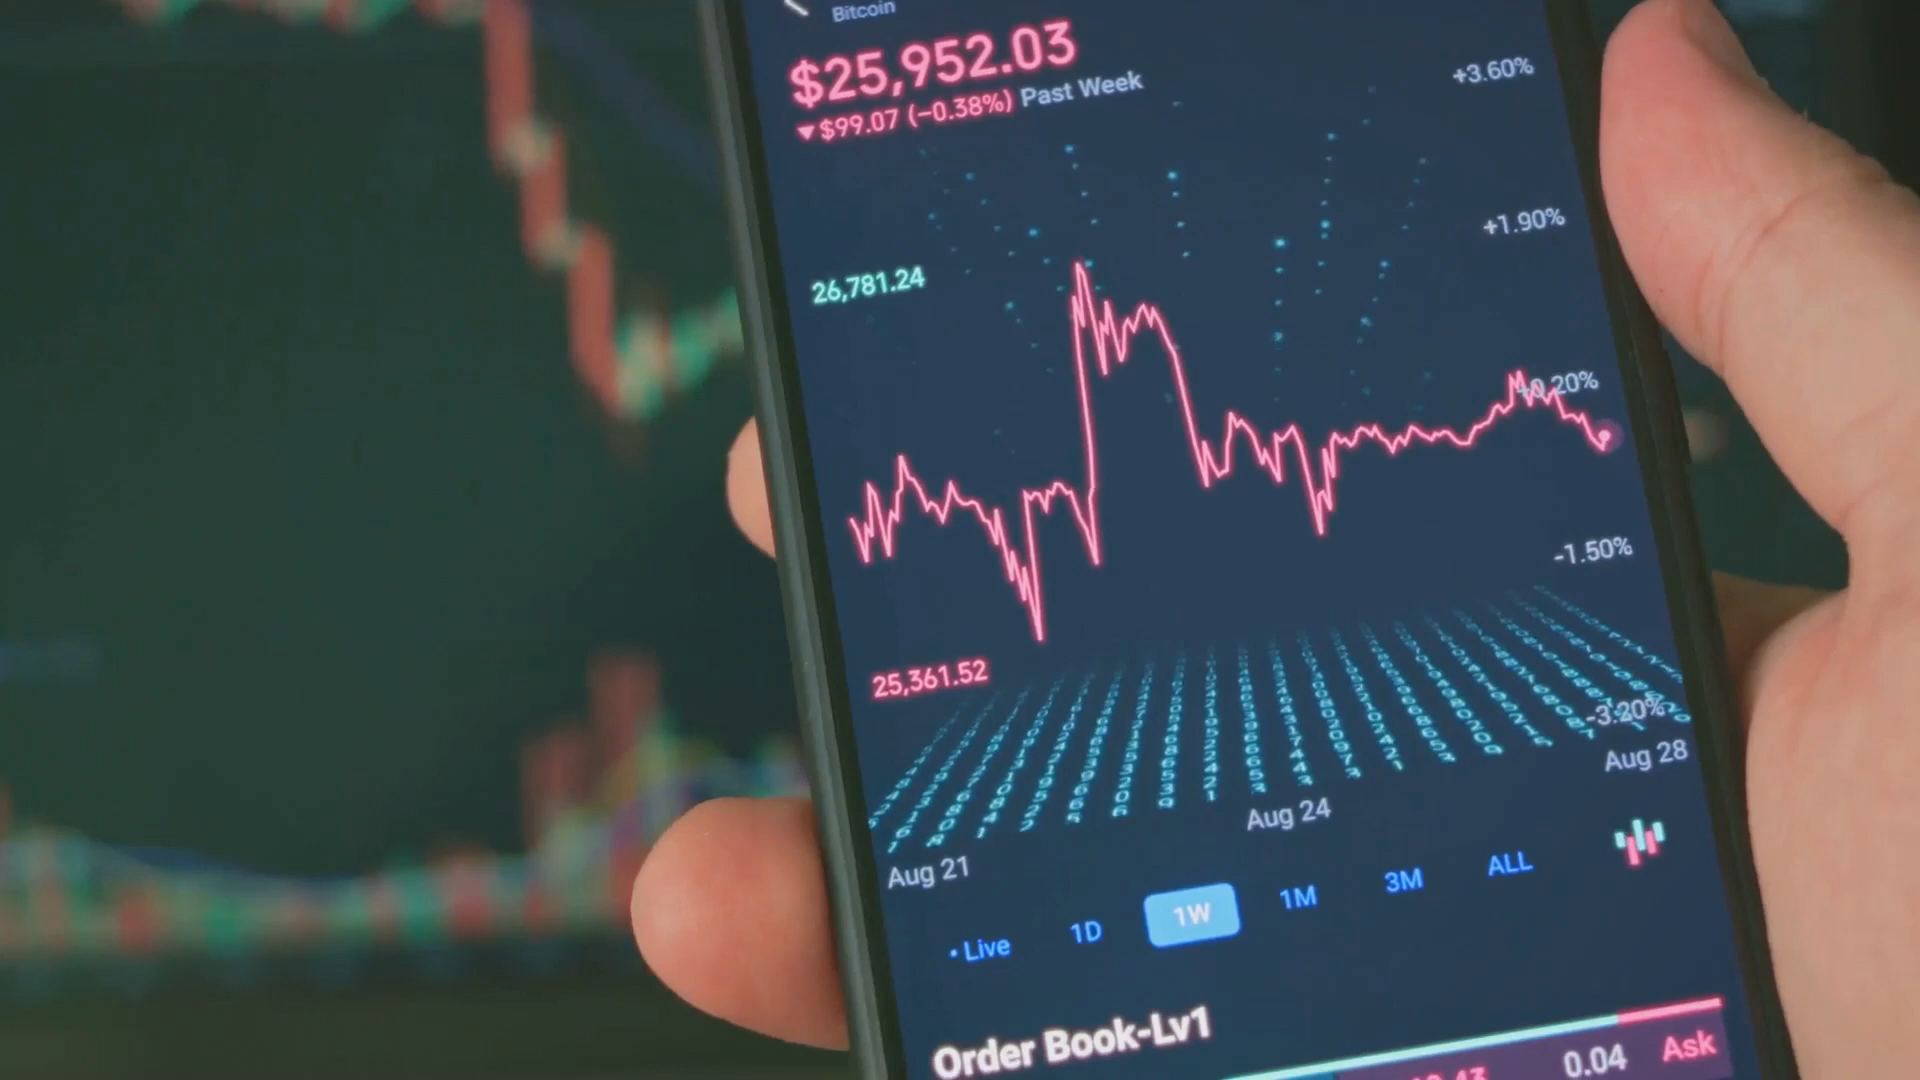 Bitcoin
$25,952.03
▼$99.07 (−0.38%) Past Week
+3.60%
+1.90%
26,781.24
+0.20%
-1.50%
25,361.52
-3.20%
Aug 21
Aug 24
Aug 28
• Live
1D
1W
1M
3M
ALL
Order Book-Lv1
0.04
Ask